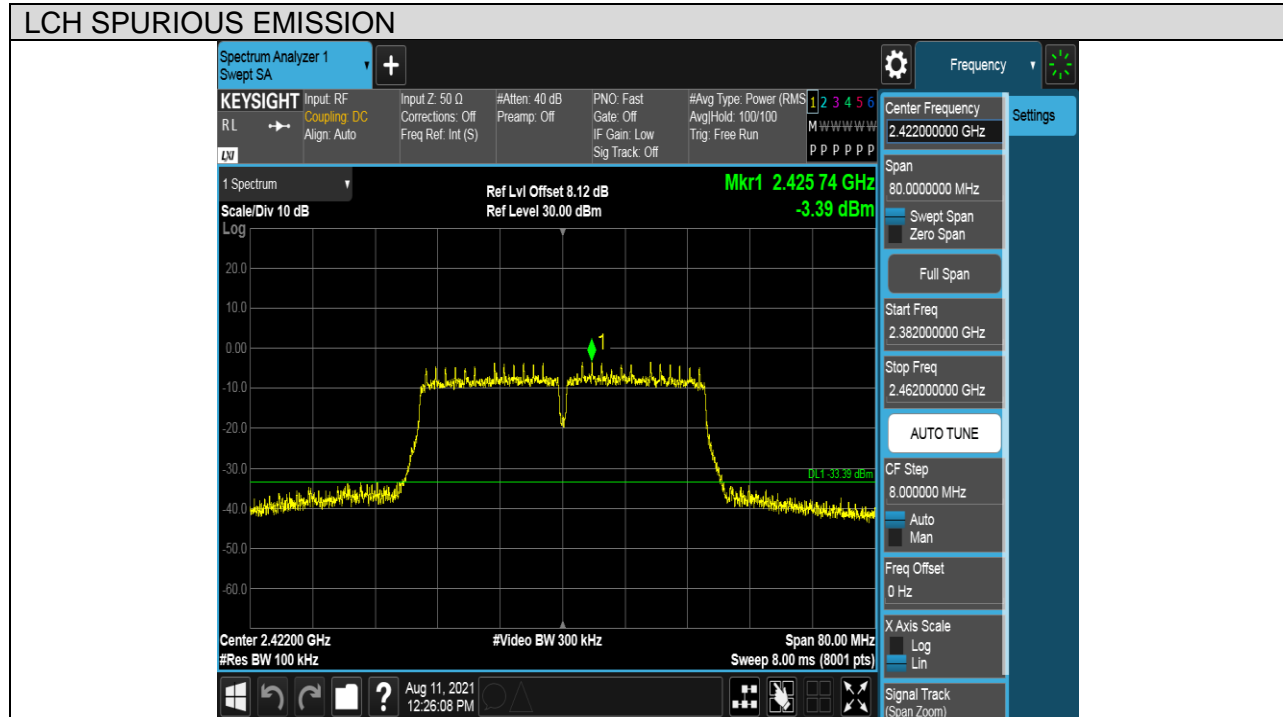 LCH SPURIOUS EMISSION
Spectrum Analyzer 1
Swept SA
+
Frequency
KEYSIGHT
RL
LXI
Input: RF
Coupling: DC
Align: Auto
Input Z: 50 Ω
Corrections: Off
Freq Ref: Int (S)
#Atten: 40 dB
Preamp: Off
PNO: Fast
Gate: Off
IF Gain: Low
Sig Track: Off
#Avg Type: Power (RMS
Avg|Hold: 100/100
Trig: Free Run
1 2 3 4 5 6
M W W W W W
P P P P P P
1 Spectrum
Scale/Div 10 dB
Ref Lvl Offset 8.12 dB
Ref Level 30.00 dBm
Mkr1 2.425 74 GHz
-3.39 dBm
Log
20.0
10.0
0.00
-10.0
-20.0
-30.0
-40.0
-50.0
-60.0
1
DL1 -33.39 dBm
Center 2.42200 GHz
#Video BW 300 kHz
Span 80.00 MHz
#Res BW 100 kHz
Sweep 8.00 ms (8001 pts)
?
Aug 11, 2021
12:26:08 PM
Center Frequency
2.422000000 GHz
Settings
Span
80.0000000 MHz
Swept Span
Zero Span
Full Span
Start Freq
2.382000000 GHz
Stop Freq
2.462000000 GHz
AUTO TUNE
CF Step
8.000000 MHz
Auto
Man
Freq Offset
0 Hz
X Axis Scale
Log
Lin
Signal Track
(Span Zoom)